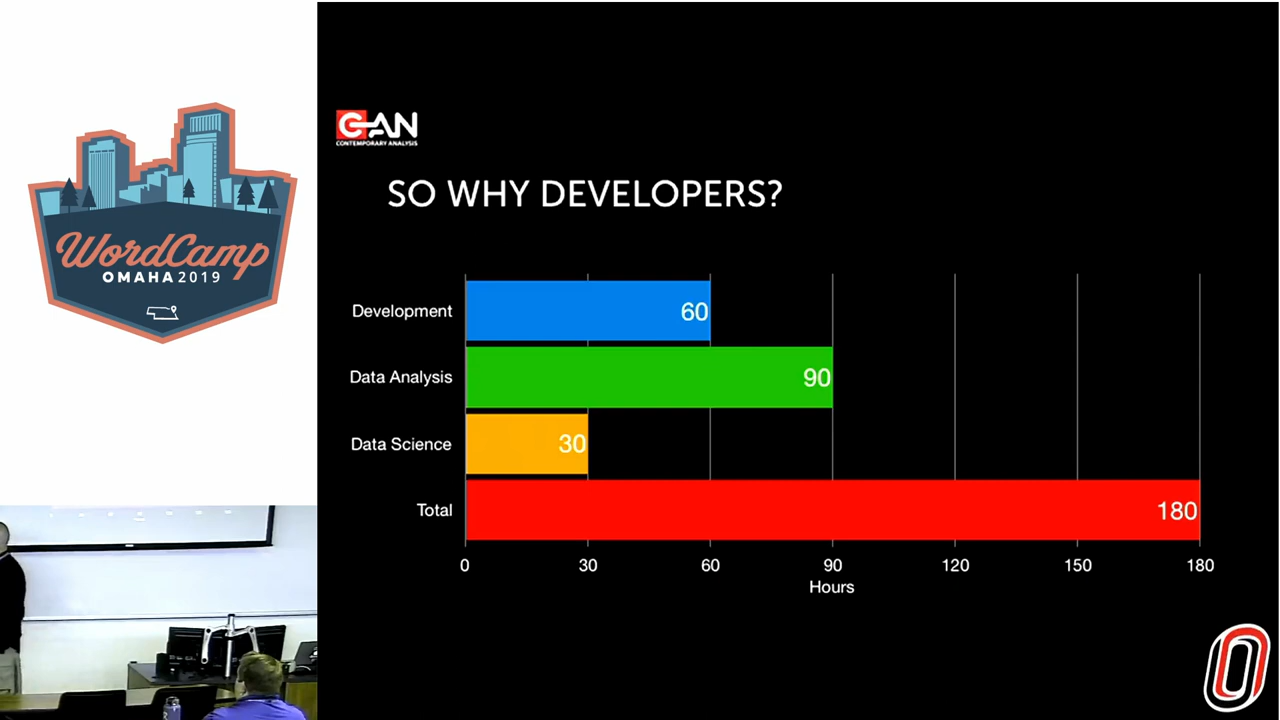 WordCamp
OMAHA 2019
CAN
CONTEMPORARY ANALYSIS
SO WHY DEVELOPERS?
Development
60
Data Analysis
90
Data Science
30
Total
180
0 30 60 90 120 150 180
Hours
O